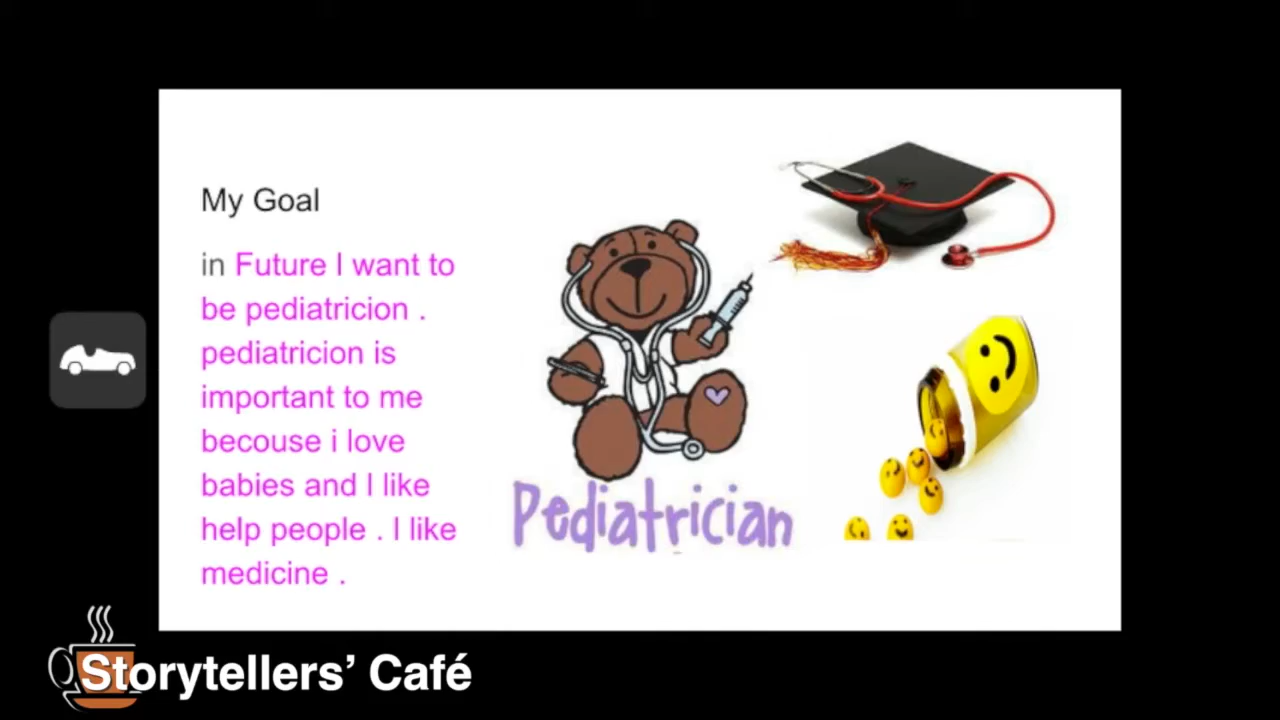 My Goal
in Future I want to
be pediatricion .
pediatricion is
important to me
becouse i love
babies and I like
help people . I like
medicine .
Pediatrician
Storytellers’ Café